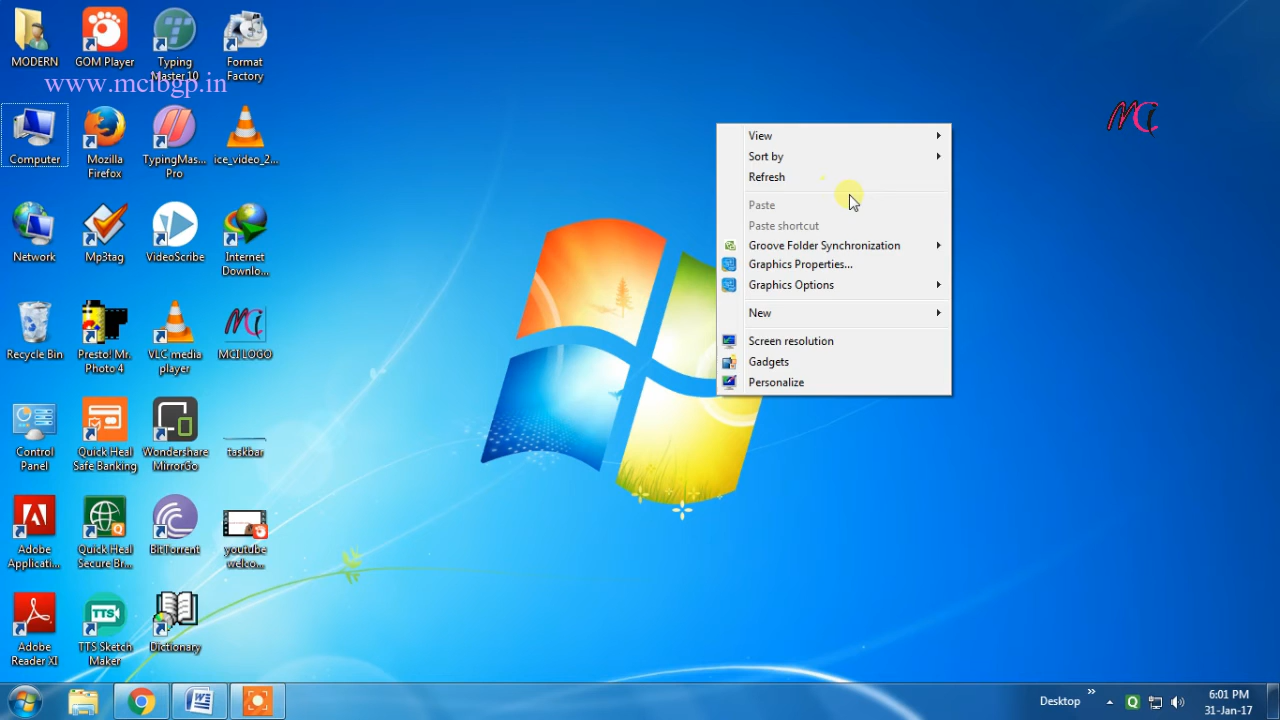 MODERN
GOM Player
Typing
Master 10
Format
Factory
www.mcibgp.in
Computer
Mozilla
Firefox
TypingMas...
Pro
ice_video_2...
Network
Mp3tag
VideoScribe
Internet
Downlo...
Recycle Bin
Presto! Mr.
Photo 4
VLC media
player
MCI LOGO
Control
Panel
Quick Heal
Safe Banking
Wondershare
MirrorGo
taskbar
Adobe
Applicati...
Quick Heal
Secure Br...
BitTorrent
youtube
welco...
Adobe
Reader XI
TTS
TTS Sketch
Maker
Dictionary
MCI
View
Sort by
Refresh
Paste
Paste shortcut
Groove Folder Synchronization
Graphics Properties...
Graphics Options
New
Screen resolution
Gadgets
Personalize
Desktop
6:01 PM
31-Jan-17